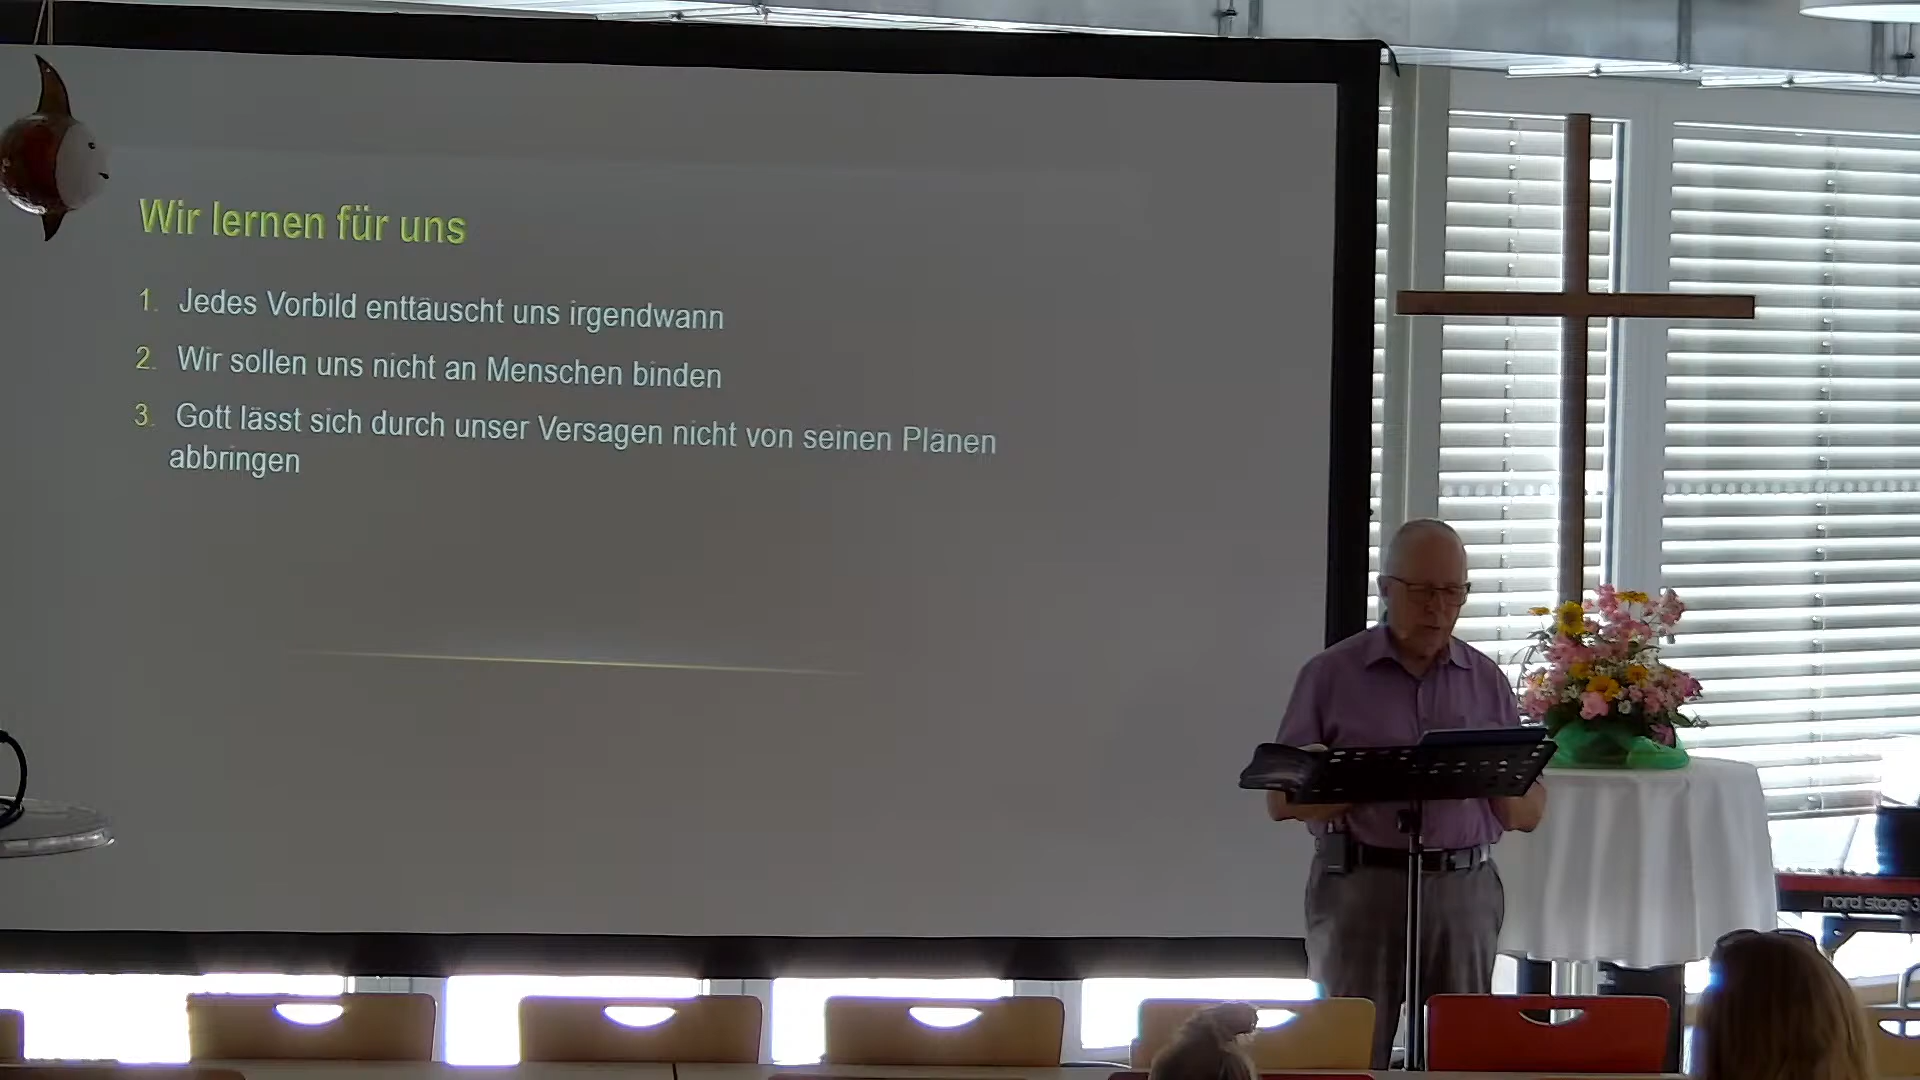 Wir lernen für uns
1. Jedes Vorbild enttäuscht uns irgendwann
2. Wir sollen uns nicht an Menschen binden
3. Gott lässt sich durch unser Versagen nicht von seinen Plänen
abbringen
nord stage 3